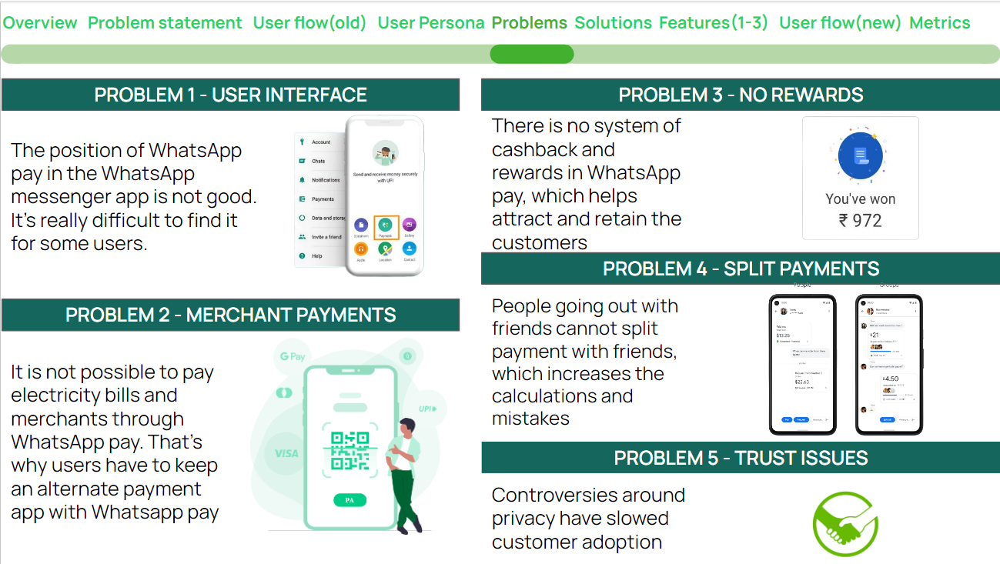 Overview Problem statement User flow(old) User Persona Problems Solutions Features(1-3) User flow(new) Metrics
PROBLEM 1 - USER INTERFACE
The position of WhatsApp
pay in the WhatsApp
messenger app is not good.
It's really difficult to find it
for some users.
Account
Chats
Notifications
Payments
Data and storag
Invite a friend
Help
Send and receive money securely
with UPI
Document Payment Gallery
Audio Location Contact
PROBLEM 2 - MERCHANT PAYMENTS
It is not possible to pay
electricity bills and
merchants through
WhatsApp pay. That's
why users have to keep
an alternate payment
app with Whatsapp pay
G Pay
UPI
VISA
PA
PROBLEM 3 - NO REWARDS
There is no system of
cashback and
rewards in WhatsApp
pay, which helps
attract and retain the
customers
You've won
₹ 972
PROBLEM 4 - SPLIT PAYMENTS
People going out with
friends cannot split
payment with friends,
which increases the
calculations and
mistakes
People
Groups
$13.25
$22.63
$21
$4.50
PROBLEM 5 - TRUST ISSUES
Controversies around
privacy have slowed
customer adoption